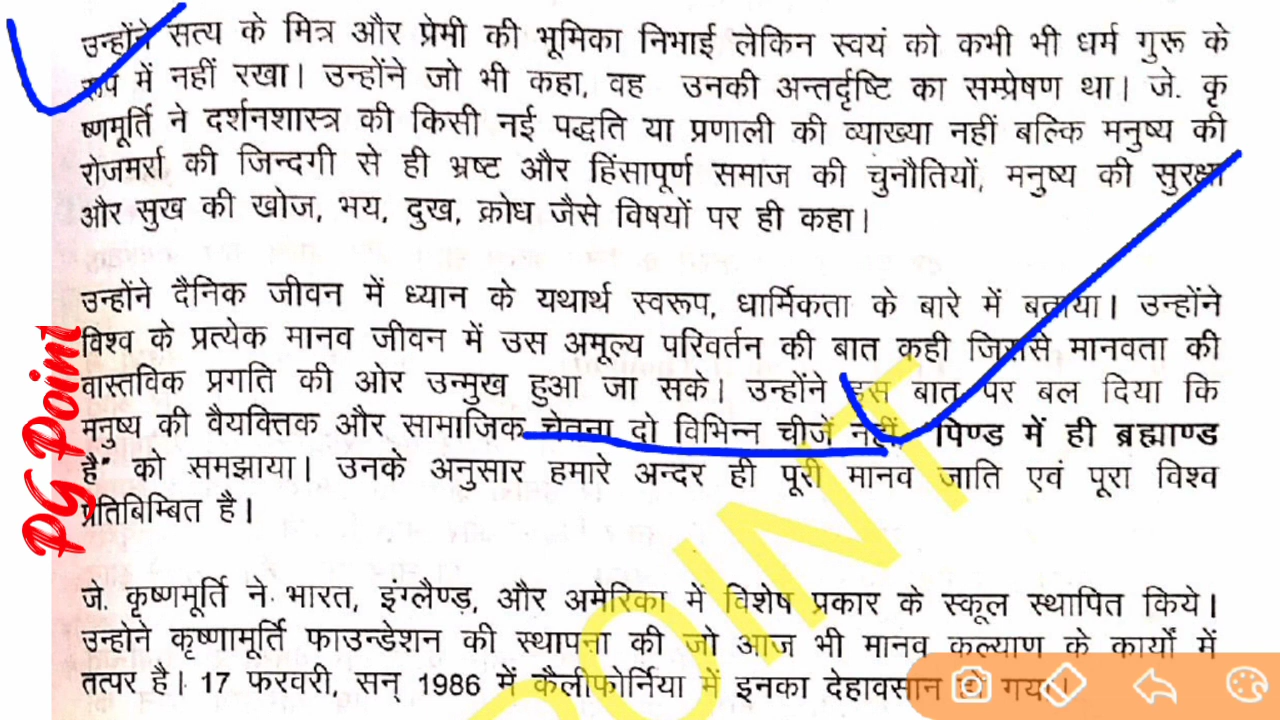 उन्होंने सत्य के मित्र और प्रेमी की भूमिका निभाई लेकिन स्वयं को कभी भी धर्म गुरू के
रूप में नहीं रखा। उन्होंने जो भी कहा, वह उनकी अन्तर्दृष्टि का सम्प्रेषण था। जे. कृ
ष्णमूर्ति ने दर्शनशास्त्र की किसी नई पद्धति या प्रणाली की व्याख्या नहीं बल्कि मनुष्य की
रोजमर्रा की जिन्दगी से ही भ्रष्ट और हिंसापूर्ण समाज की चुनौतियों, मनुष्य की सुरक्षा
और सुख की खोज, भय, दुख, क्रोध जैसे विषयों पर ही कहा।
उन्होंने दैनिक जीवन में ध्यान के यथार्थ स्वरूप, धार्मिकता के बारे में बताया। उन्होंने
विश्व के प्रत्येक मानव जीवन में उस अमूल्य परिवर्तन की बात कही जिससे मानवता की
वास्तविक प्रगति की ओर उन्मुख हुआ जा सके। उन्होंने इस बात पर बल दिया कि
मनुष्य की वैयक्तिक और सामाजिक चेतना दो विभिन्न चीजें नहीं "पिण्ड में ही ब्रह्माण्ड
है" को समझाया। उनके अनुसार हमारे अन्दर ही पूरी मानव जाति एवं पूरा विश्व
प्रतिबिम्बित है।
जे. कृष्णमूर्ति ने भारत, इंग्लैण्ड, और अमेरिका में विशेष प्रकार के स्कूल स्थापित किये।
उन्होने कृष्णामूर्ति फाउन्डेशन की स्थापना की जो आज भी मानव कल्याण के कार्यों में
तत्पर है। 17 फरवरी, सन् 1986 में कैलीफोर्निया में इनका देहावसान हो गया।
PG Point
POINT